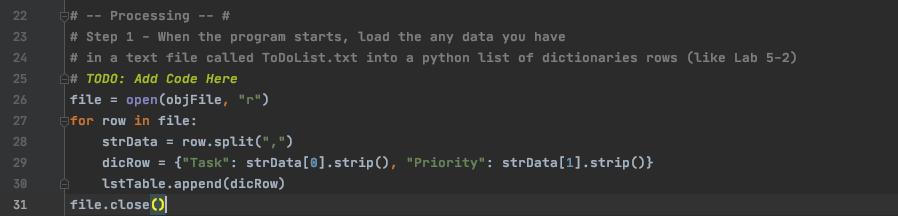 22 # -- Processing -- #
23 # Step 1 - When the program starts, load the any data you have
24 # in a text file called ToDoList.txt into a python list of dictionaries rows (like Lab 5-2)
25 # TODO: Add Code Here
26 file = open(objFile, "r")
27 for row in file:
28     strData = row.split(",")
29     dicRow = {"Task": strData[0].strip(), "Priority": strData[1].strip()}
30     lstTable.append(dicRow)
31 file.close()